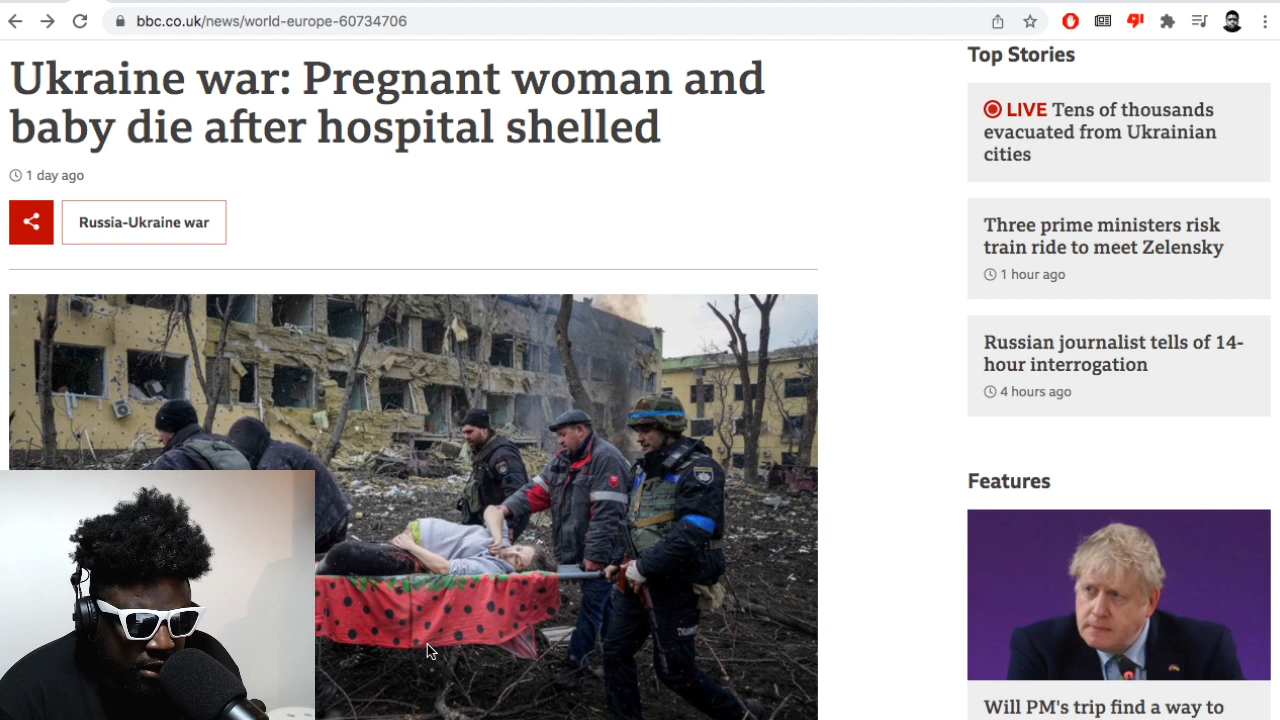 bbc.co.uk/news/world-europe-60734706
Ukraine war: Pregnant woman and
baby die after hospital shelled
1 day ago
Russia-Ukraine war
Top Stories
LIVE Tens of thousands
evacuated from Ukrainian
cities
Three prime ministers risk
train ride to meet Zelensky
1 hour ago
Russian journalist tells of 14-
hour interrogation
4 hours ago
Features
Will PM's trip find a way to